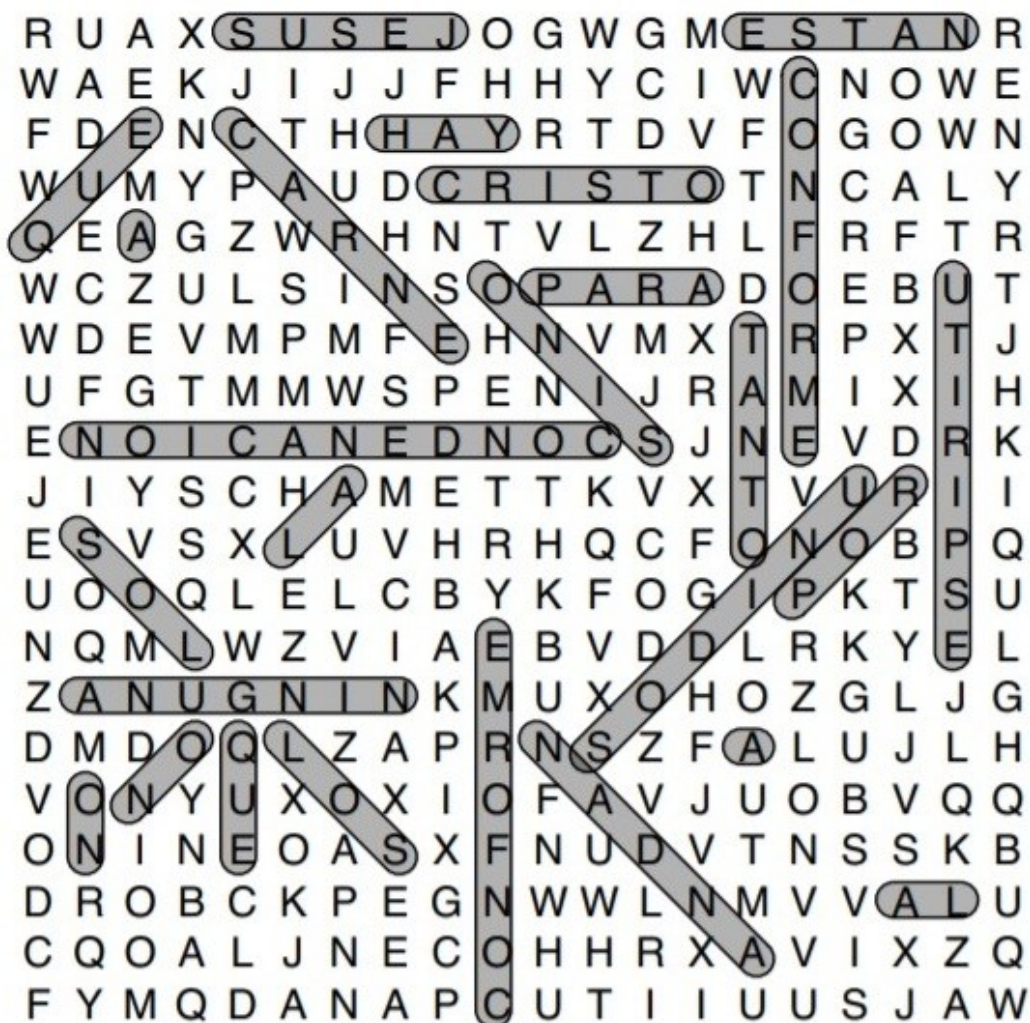 R U A X S U S E J O G W G M E S T A N R
W A E K J I J J F H H Y C I W C N O W E
F D E N C T H H A Y R T D V F O G O W N
W U M Y P A U D C R I S T O T N C A L Y
Q E A G Z W R H N T V L Z H L F R F T R
W C Z U L S I N S O P A R A D O E B U T
W D E V M P M F E H N V M X T R P X T J
U F G T M M W S P E N I J R A M I X I H
E N O I C A N E D N O C S J N E V D R K
J I Y S C H A M E T T K V X T V U R I I
E S V S X L U V H R H Q C F O N O B P Q
U O O Q L E L C B Y K F O G I P K T S U
N Q M L W Z V I A E B V D D L R K Y E L
Z A N U G N I N K M U X O H O Z G L J G
D M D O Q L Z A P R N S Z F A L U J L H
V O N Y U X O X I O F A V J U O B V Q Q
O N I N E O A S X F N U D V T N S S K B
D R O B C K P E G N W W L N M V V A L U
C Q O A L J N E C O H H R X A V I X Z Q
F Y M Q D A N A P C U T I I U U S J A W